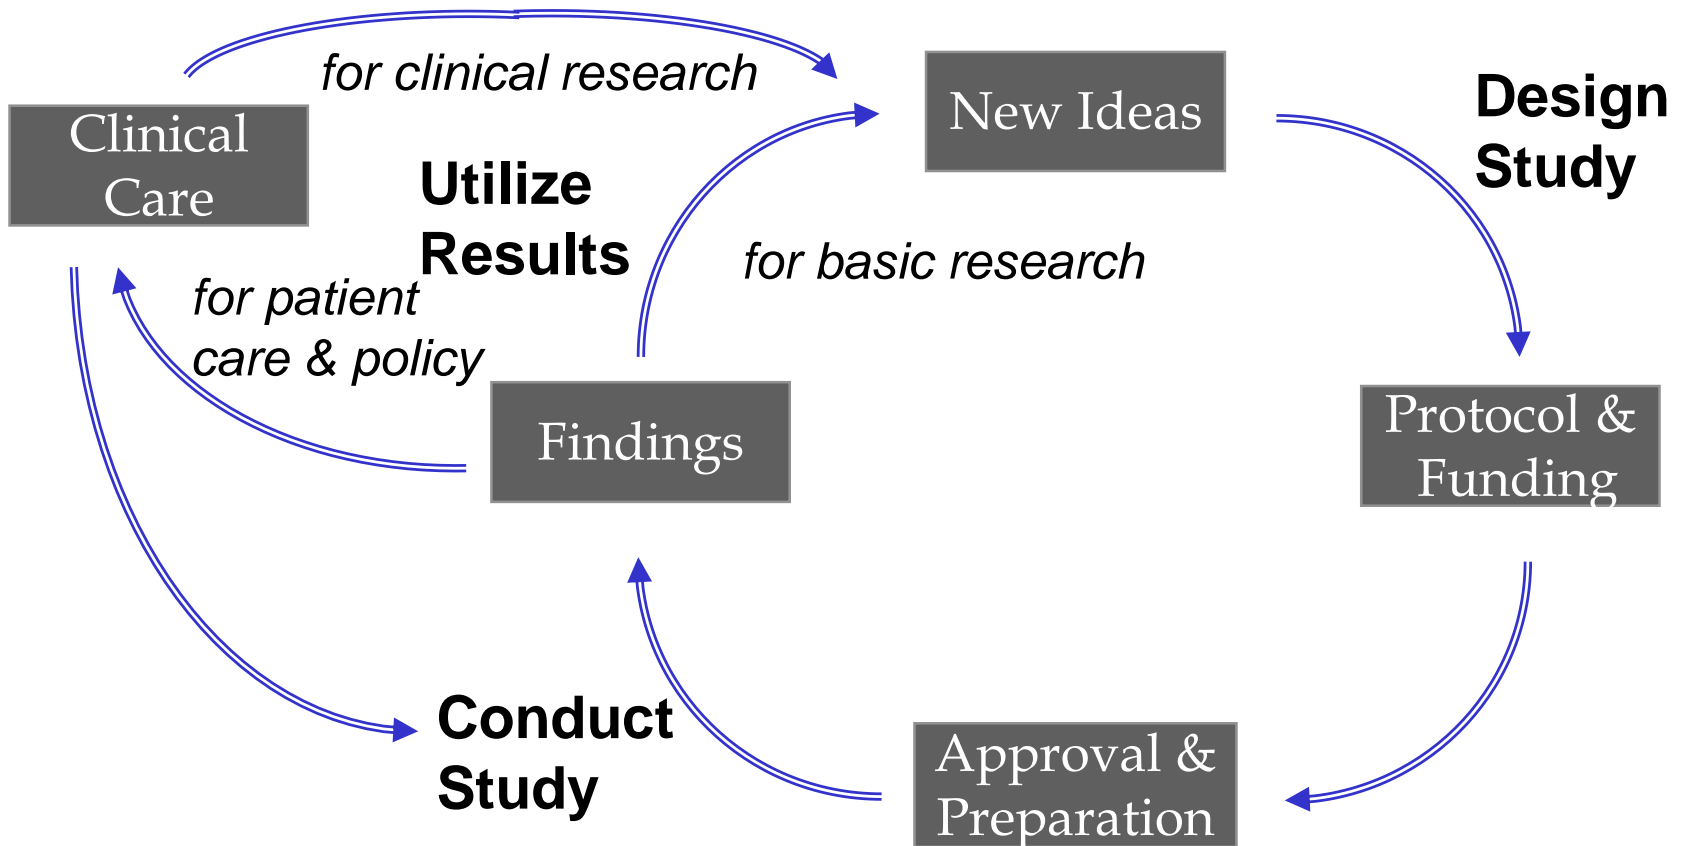 for clinical research
New Ideas
Design
Study
Clinical
Care
Utilize
Results
for basic research
for patient
care & policy
Findings
Protocol &
Funding
Conduct
Study
Approval &
Preparation